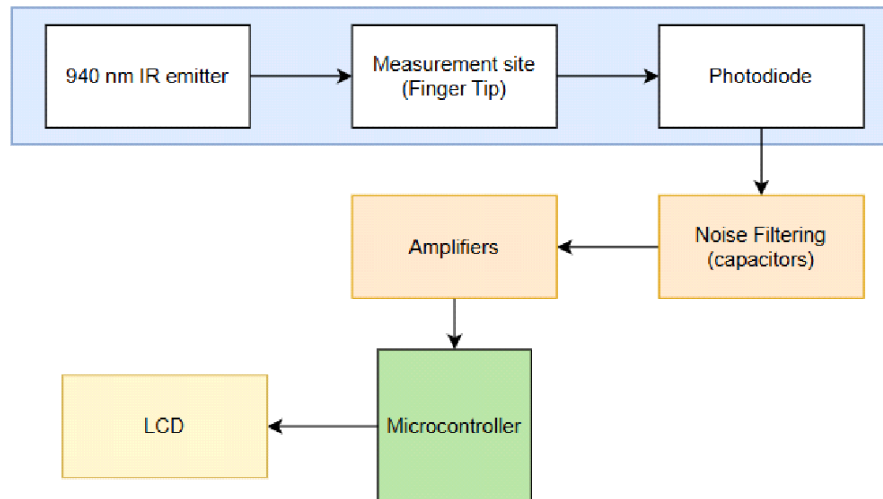 940 nm IR emitter
Measurement site
(Finger Tip)
Photodiode
Amplifiers
Noise Filtering
(capacitors)
LCD
Microcontroller